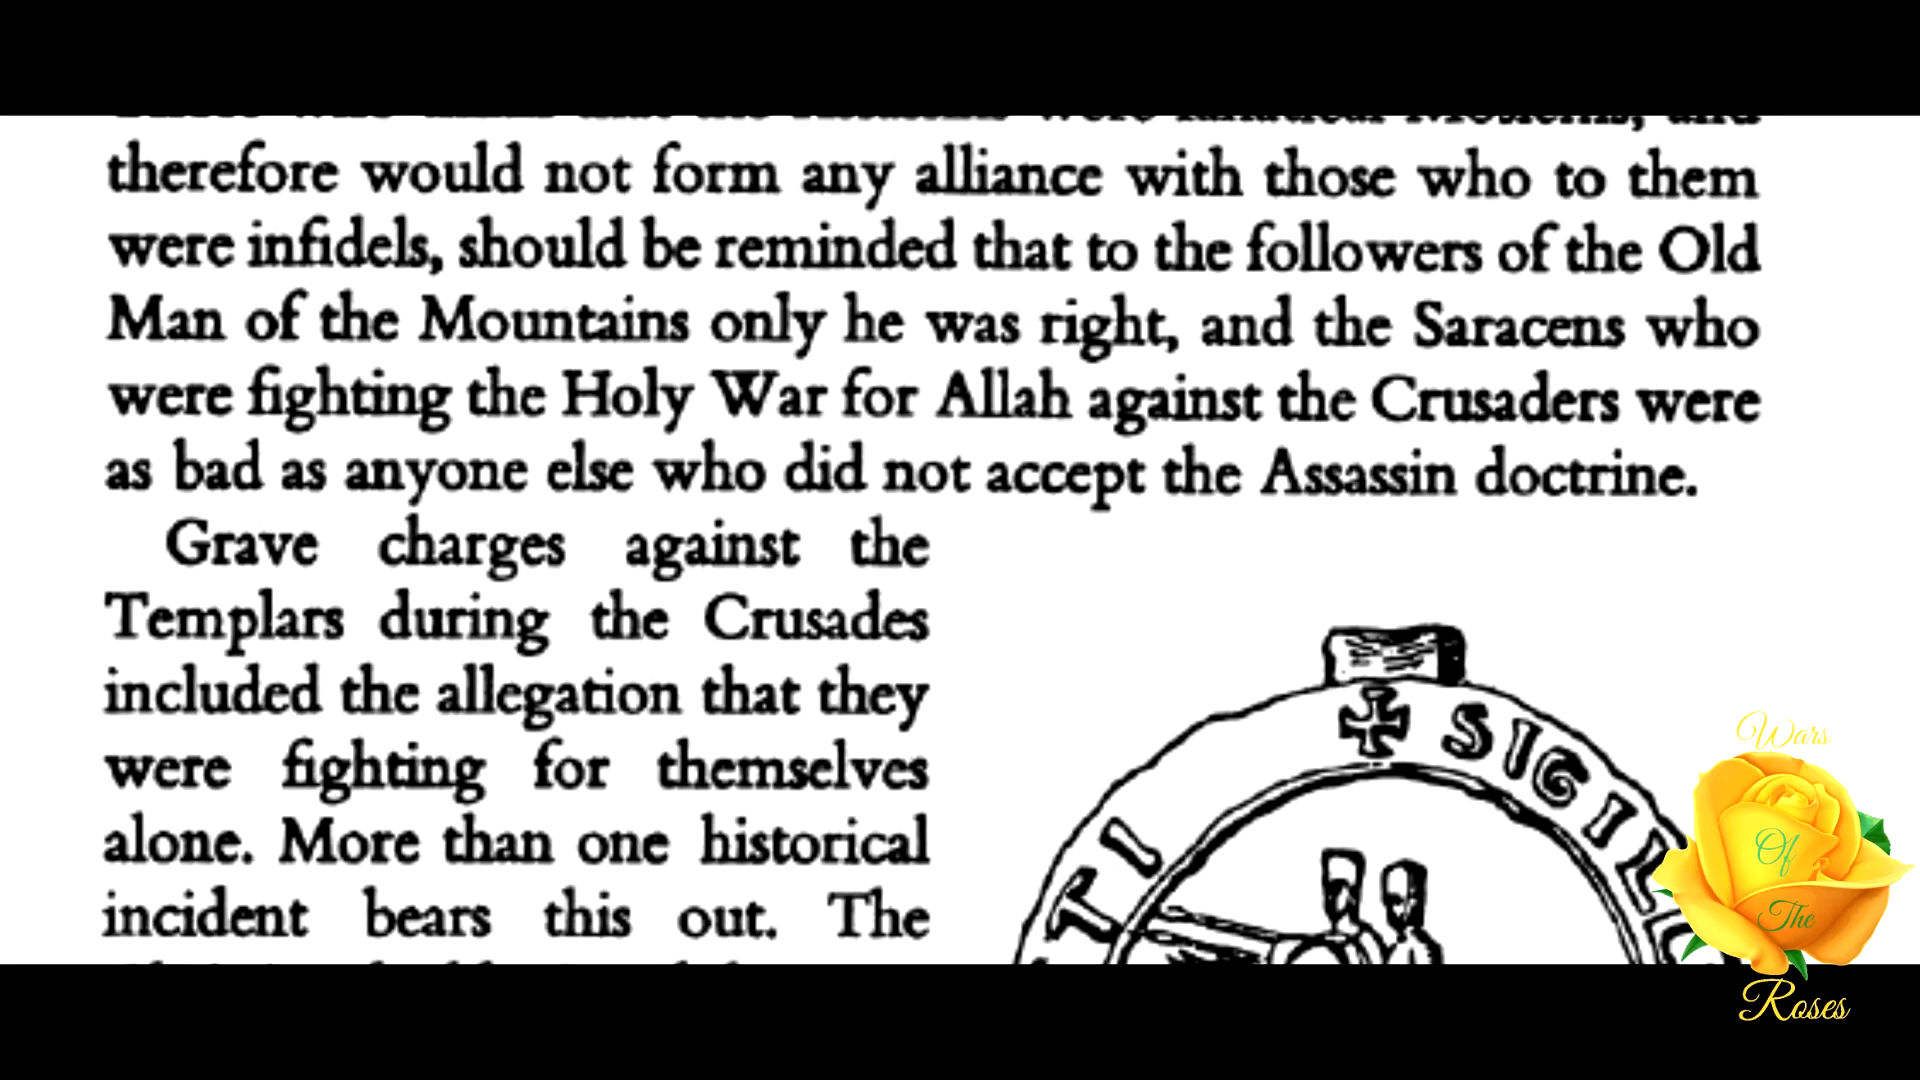 therefore would not form any alliance with those who to them
were infidels, should be reminded that to the followers of the Old
Man of the Mountains only he was right, and the Saracens who
were fighting the Holy War for Allah against the Crusaders were
as bad as anyone else who did not accept the Assassin doctrine.
Grave charges against the
Templars during the Crusades
included the allegation that they
were fighting for themselves
alone. More than one historical
incident bears this out. The
TI
✠ SIGILL
Wars
Of
The
Roses